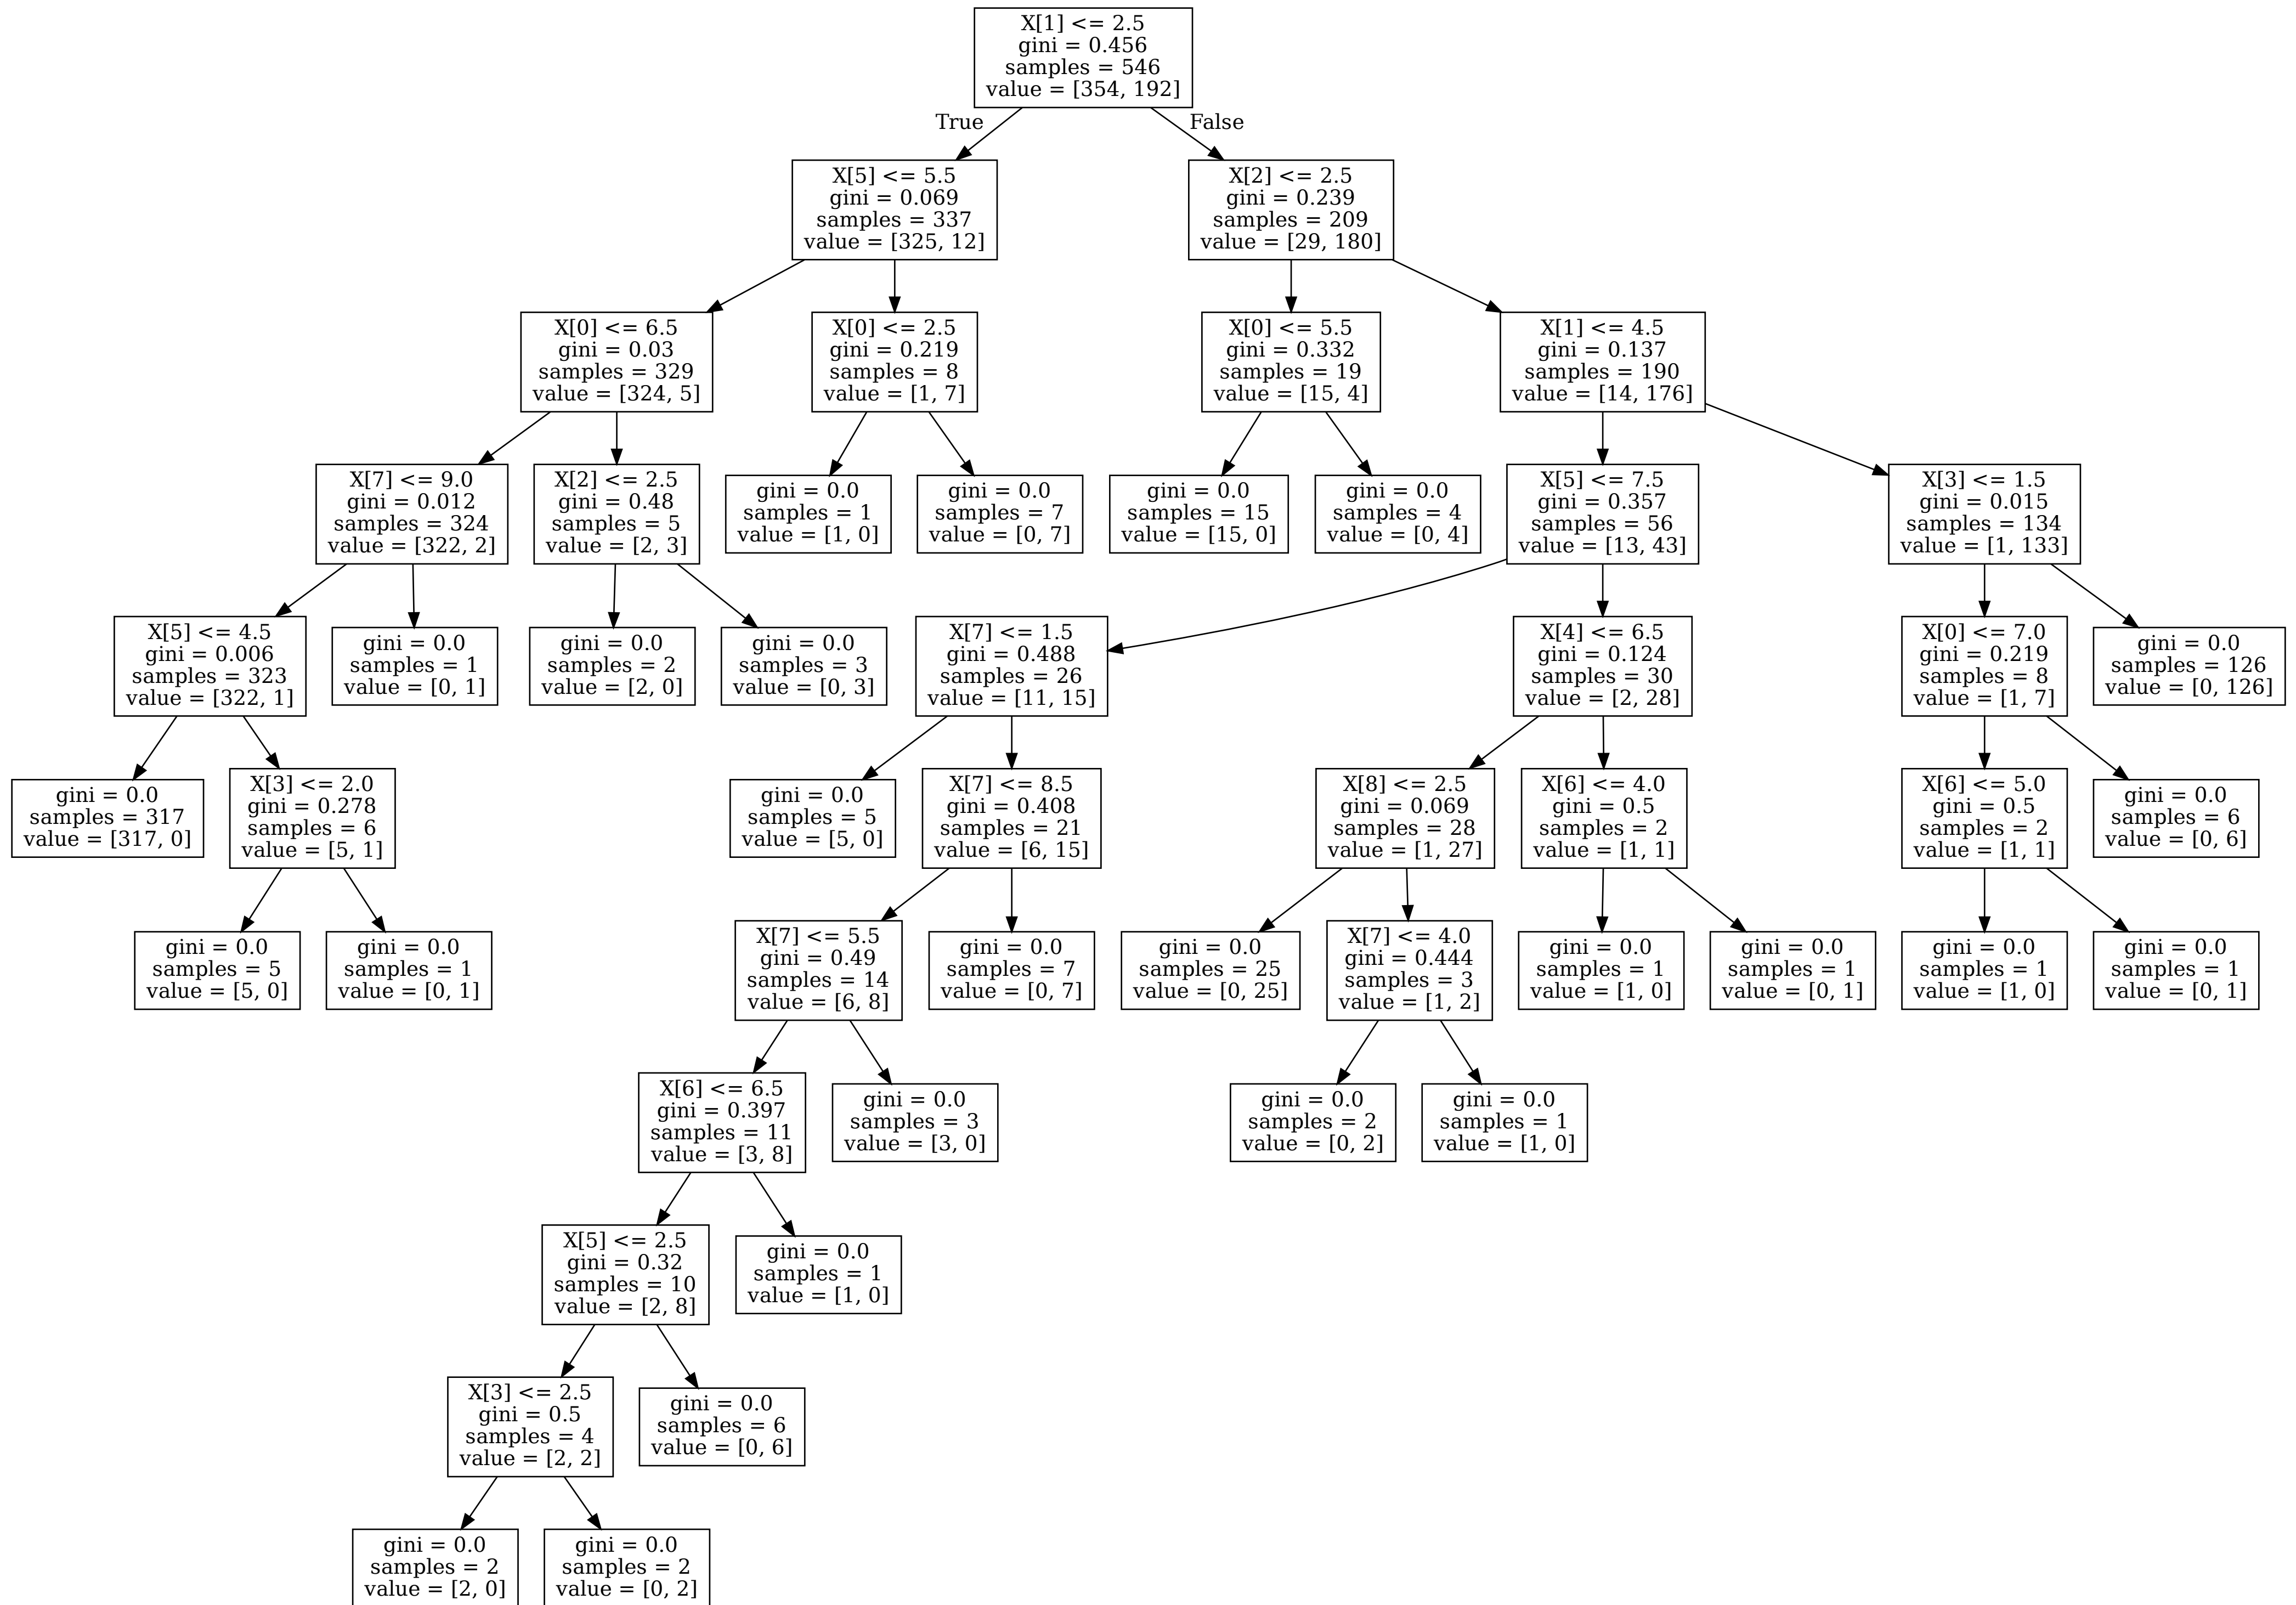 X[1] <= 2.5
gini = 0.456
samples = 546
value = [354, 192]
True
False
X[5] <= 5.5
gini = 0.069
samples = 337
value = [325, 12]
X[2] <= 2.5
gini = 0.239
samples = 209
value = [29, 180]
X[0] <= 6.5
gini = 0.03
samples = 329
value = [324, 5]
X[0] <= 2.5
gini = 0.219
samples = 8
value = [1, 7]
X[0] <= 5.5
gini = 0.332
samples = 19
value = [15, 4]
X[1] <= 4.5
gini = 0.137
samples = 190
value = [14, 176]
X[7] <= 9.0
gini = 0.012
samples = 324
value = [322, 2]
X[2] <= 2.5
gini = 0.48
samples = 5
value = [2, 3]
gini = 0.0
samples = 1
value = [1, 0]
gini = 0.0
samples = 7
value = [0, 7]
gini = 0.0
samples = 15
value = [15, 0]
gini = 0.0
samples = 4
value = [0, 4]
X[5] <= 7.5
gini = 0.357
samples = 56
value = [13, 43]
X[3] <= 1.5
gini = 0.015
samples = 134
value = [1, 133]
X[5] <= 4.5
gini = 0.006
samples = 323
value = [322, 1]
gini = 0.0
samples = 1
value = [0, 1]
gini = 0.0
samples = 2
value = [2, 0]
gini = 0.0
samples = 3
value = [0, 3]
X[7] <= 1.5
gini = 0.488
samples = 26
value = [11, 15]
X[4] <= 6.5
gini = 0.124
samples = 30
value = [2, 28]
X[0] <= 7.0
gini = 0.219
samples = 8
value = [1, 7]
gini = 0.0
samples = 126
value = [0, 126]
gini = 0.0
samples = 317
value = [317, 0]
X[3] <= 2.0
gini = 0.278
samples = 6
value = [5, 1]
gini = 0.0
samples = 5
value = [5, 0]
X[7] <= 8.5
gini = 0.408
samples = 21
value = [6, 15]
X[8] <= 2.5
gini = 0.069
samples = 28
value = [1, 27]
X[6] <= 4.0
gini = 0.5
samples = 2
value = [1, 1]
X[6] <= 5.0
gini = 0.5
samples = 2
value = [1, 1]
gini = 0.0
samples = 6
value = [0, 6]
gini = 0.0
samples = 5
value = [5, 0]
gini = 0.0
samples = 1
value = [0, 1]
X[7] <= 5.5
gini = 0.49
samples = 14
value = [6, 8]
gini = 0.0
samples = 7
value = [0, 7]
gini = 0.0
samples = 25
value = [0, 25]
X[7] <= 4.0
gini = 0.444
samples = 3
value = [1, 2]
gini = 0.0
samples = 1
value = [1, 0]
gini = 0.0
samples = 1
value = [0, 1]
gini = 0.0
samples = 1
value = [1, 0]
gini = 0.0
samples = 1
value = [0, 1]
X[6] <= 6.5
gini = 0.397
samples = 11
value = [3, 8]
gini = 0.0
samples = 3
value = [3, 0]
gini = 0.0
samples = 2
value = [0, 2]
gini = 0.0
samples = 1
value = [1, 0]
X[5] <= 2.5
gini = 0.32
samples = 10
value = [2, 8]
gini = 0.0
samples = 1
value = [1, 0]
X[3] <= 2.5
gini = 0.5
samples = 4
value = [2, 2]
gini = 0.0
samples = 6
value = [0, 6]
gini = 0.0
samples = 2
value = [2, 0]
gini = 0.0
samples = 2
value = [0, 2]